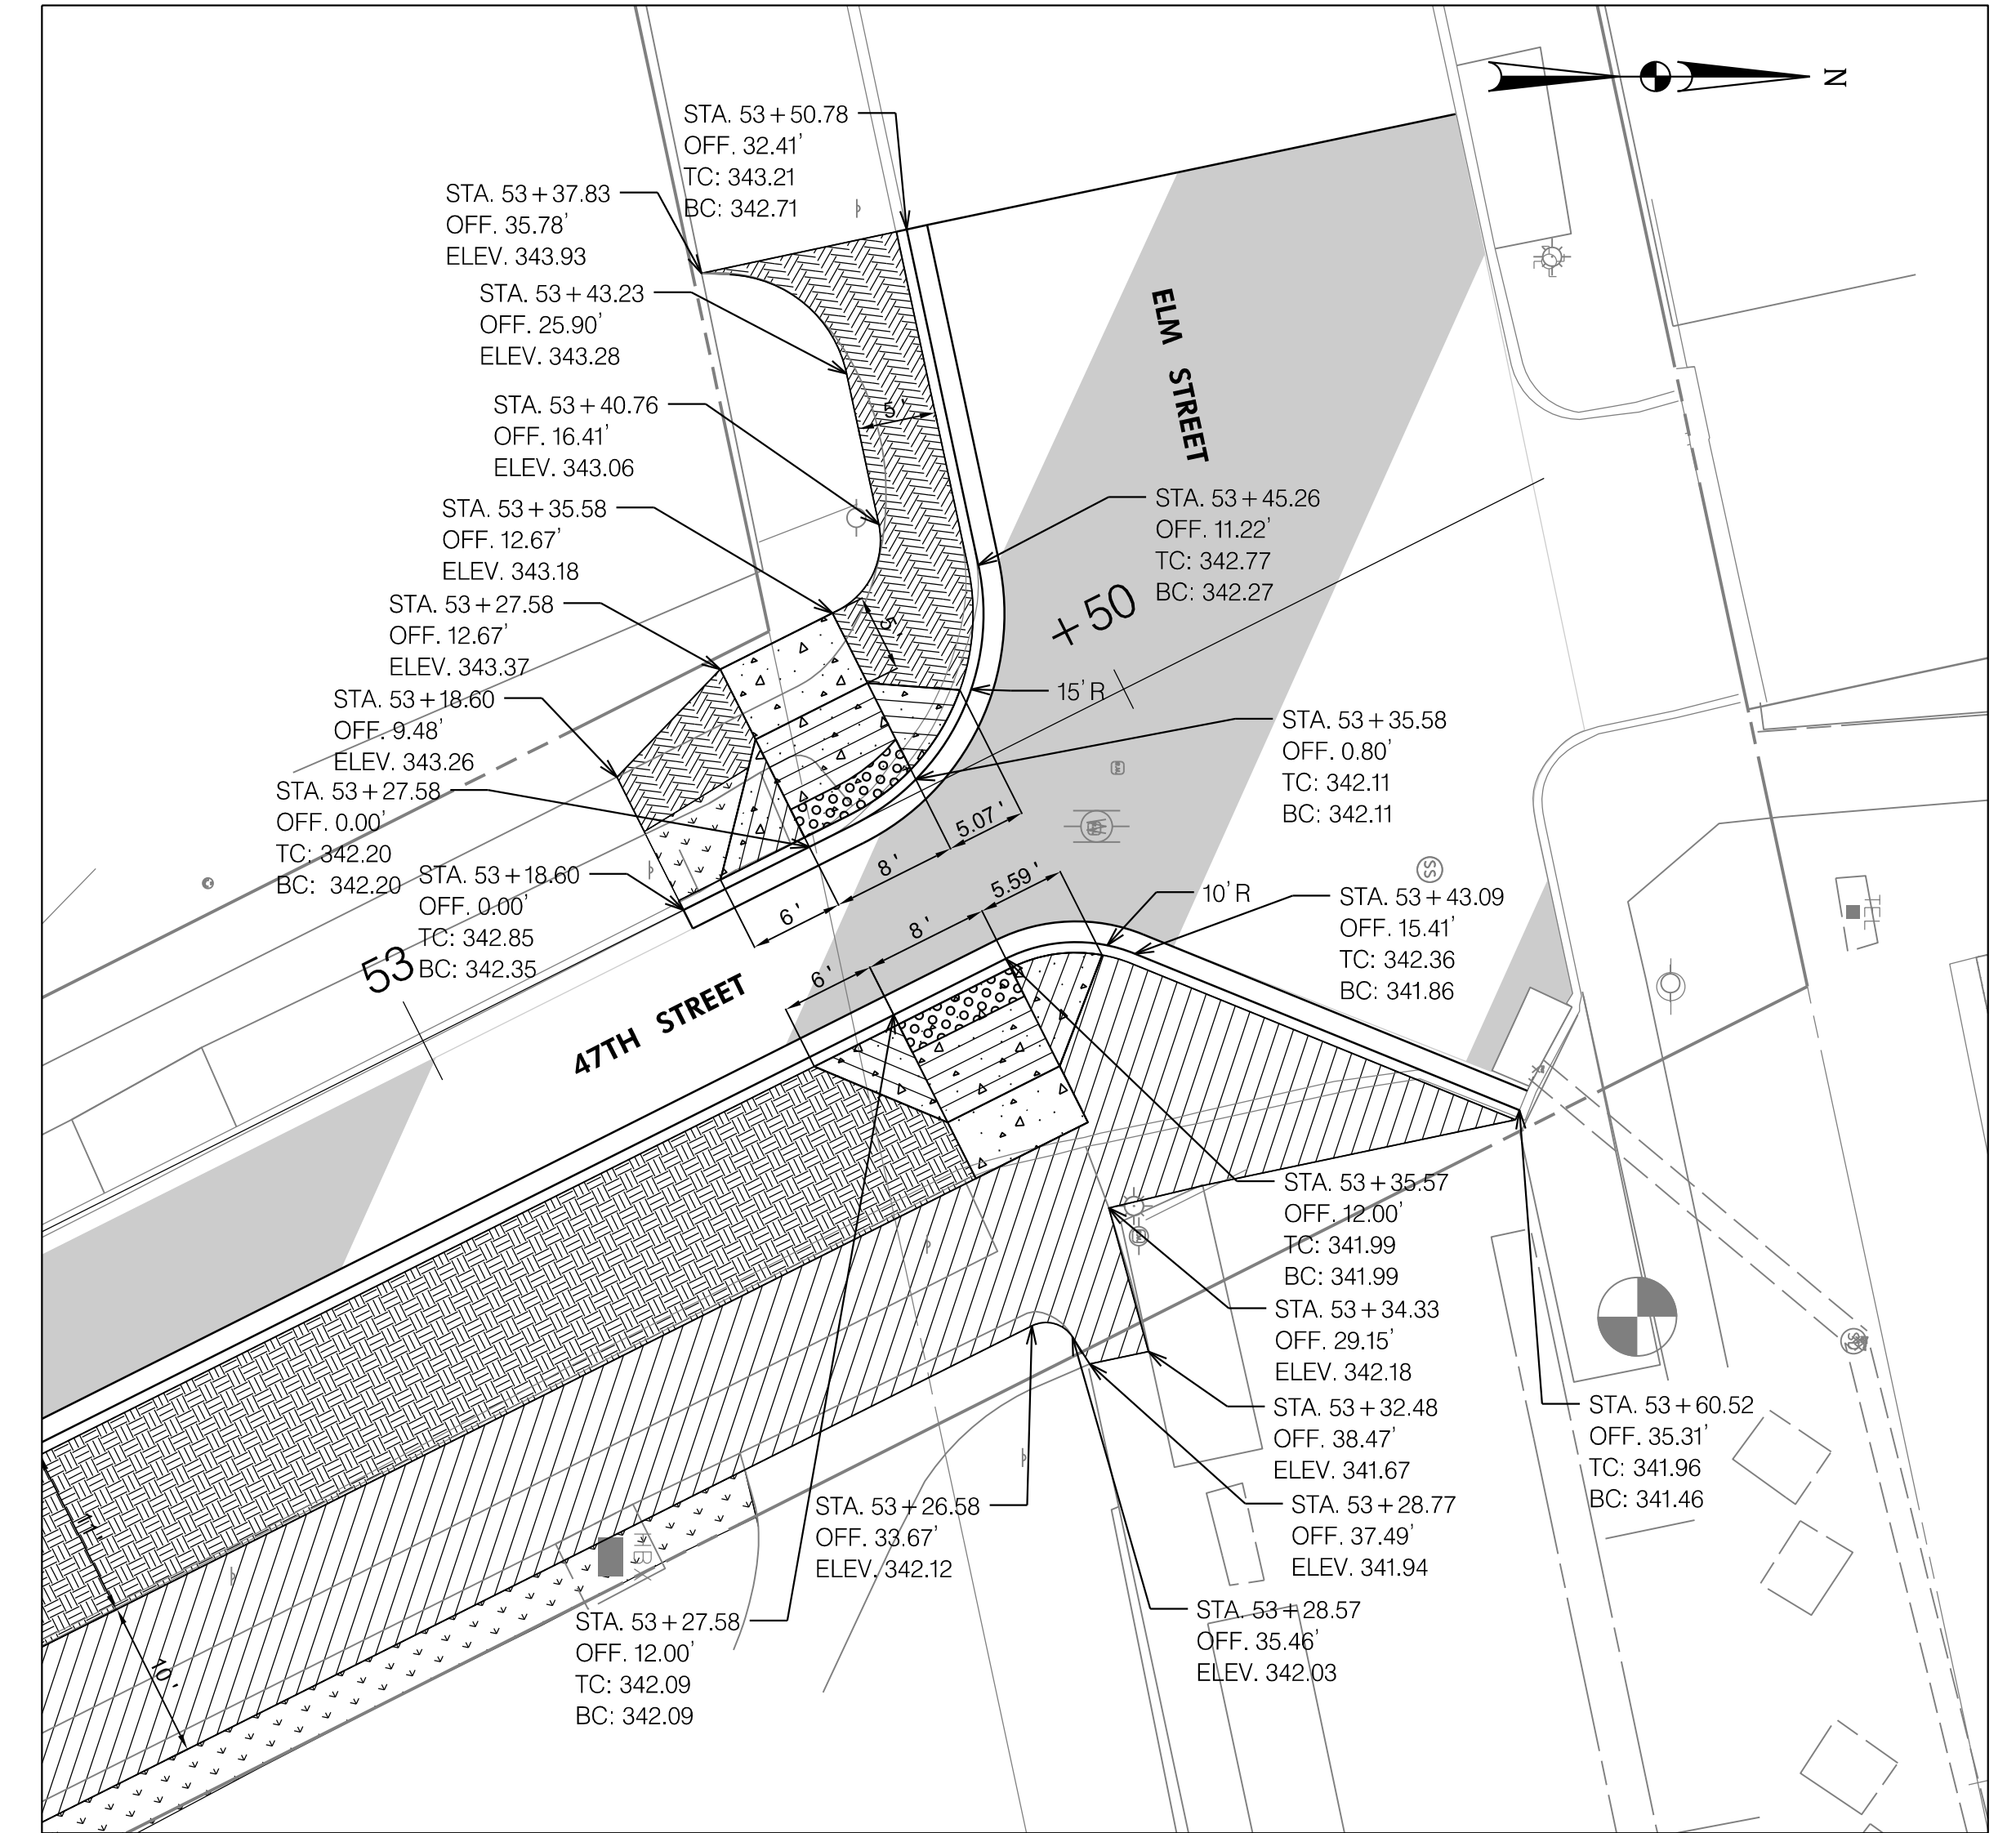 N
STA. 53+50.78
OFF. 32.41'
TC: 343.21
BC: 342.71
STA. 53+37.83
OFF. 35.78'
ELEV. 343.93
STA. 53+43.23
OFF. 25.90'
ELEV. 343.28
STA. 53+40.76
OFF. 16.41'
ELEV. 343.06
STA. 53+35.58
OFF. 12.67'
ELEV. 343.18
STA. 53+27.58
OFF. 12.67'
ELEV. 343.37
STA. 53+18.60
OFF. 9.48'
ELEV. 343.26
STA. 53+27.58
OFF. 0.00'
TC: 342.20
BC: 342.20
STA. 53+18.60
OFF. 0.00'
TC: 342.85
BC: 342.35
53
47TH STREET
ELM STREET
5'
5'
STA. 53+45.26
OFF. 11.22'
TC: 342.77
BC: 342.27
+50
15'R
STA. 53+35.58
OFF. 0.80'
TC: 342.11
BC: 342.11
6'
8'
5.07'
6'
8'
5.59'
10'R
SS
TEL
STA. 53+43.09
OFF. 15.41'
TC: 342.36
BC: 341.86
STA. 53+35.57
OFF. 12.00'
TC: 341.99
BC: 341.99
STA. 53+34.33
OFF. 29.15'
ELEV. 342.18
STA. 53+32.48
OFF. 38.47'
ELEV. 341.67
STA. 53+28.77
OFF. 37.49'
ELEV. 341.94
STA. 53+60.52
OFF. 35.31'
TC: 341.96
BC: 341.46
STA. 53+26.58
OFF. 33.67'
ELEV. 342.12
STA. 53+28.57
OFF. 35.46'
ELEV. 342.03
STA. 53+27.58
OFF. 12.00'
TC: 342.09
BC: 342.09
11'
10'